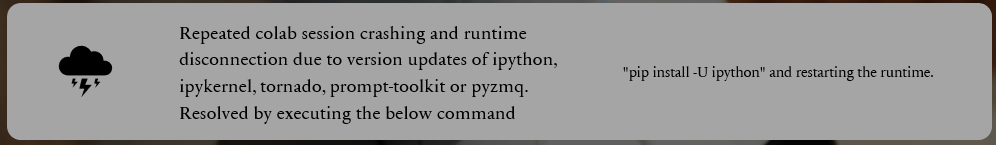 Repeated colab session crashing and runtime
disconnection due to version updates of ipython,
ipykernel, tornado, prompt-toolkit or pyzmq.
Resolved by executing the below command
"pip install -U ipython" and restarting the runtime.